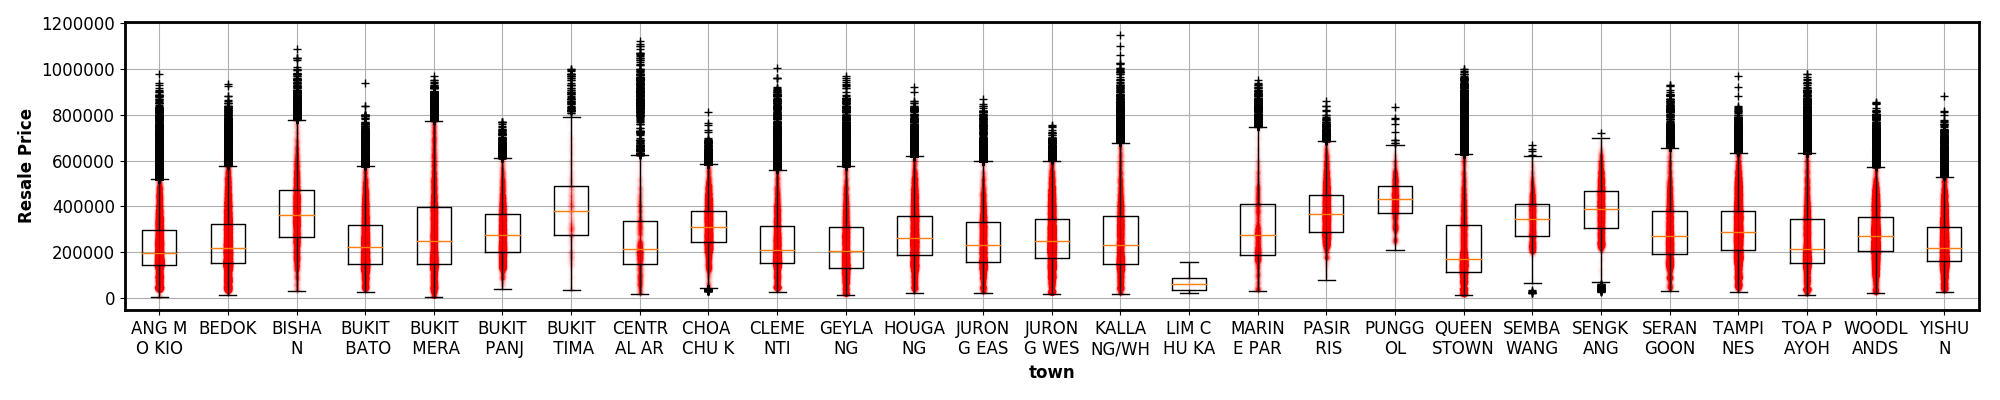 1200000
1000000
800000
600000
400000
200000
0
Resale Price
ANG M BEDOK BISHA BUKIT BUKIT BUKIT BUKIT CENTR CHOA CLEME GEYLA HOUGA JURON JURON KALLA LIM C MARIN PASIR PUNGG QUEEN SEMBA SENGK SERAN TAMPI TOA P WOODL YISHU
O KIO N BATO MERA PANJ TIMA AL AR CHU K NTI NG NG G EAS G WES NG/WH HU KA E PAR RIS OL STOWN WANG ANG GOON NES AYOH ANDS N
town